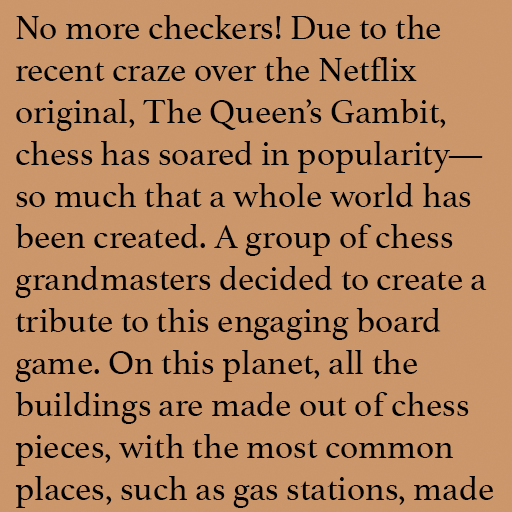 No more checkers! Due to the
recent craze over the Netflix
original, The Queen’s Gambit,
chess has soared in popularity—
so much that a whole world has
been created. A group of chess
grandmasters decided to create a
tribute to this engaging board
game. On this planet, all the
buildings are made out of chess
pieces, with the most common
places, such as gas stations, made